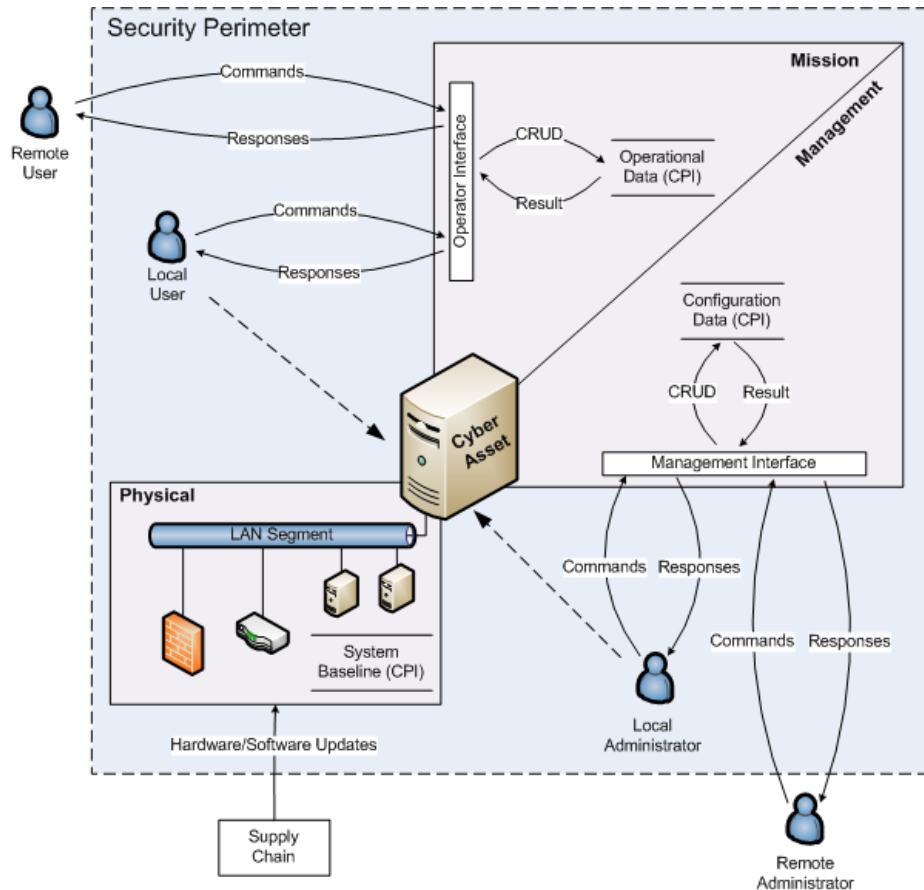 Security Perimeter
Mission
Management
Commands
Responses
Remote
User
Operator Interface
CRUD
Result
Operational
Data (CPI)
Commands
Responses
Local
User
Configuration
Data (CPI)
CRUD
Result
Management Interface
Cyber
Asset
Physical
LAN Segment
System
Baseline (CPI)
Commands
Responses
Local
Administrator
Commands
Responses
Hardware/Software Updates
Supply
Chain
Remote
Administrator